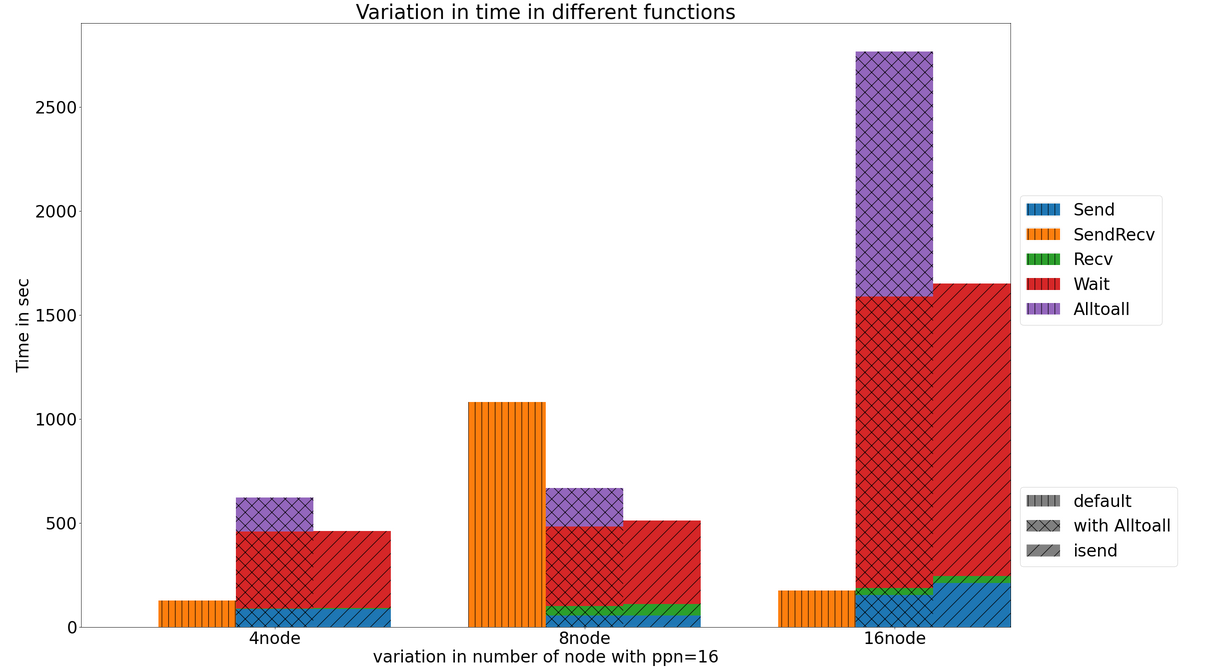 Variation in time in different functions
Time in sec
2500
2000
1500
1000
500
0
4node
8node
16node
variation in number of node with ppn=16
Send
SendRecv
Recv
Wait
Alltoall
default
with Alltoall
isend